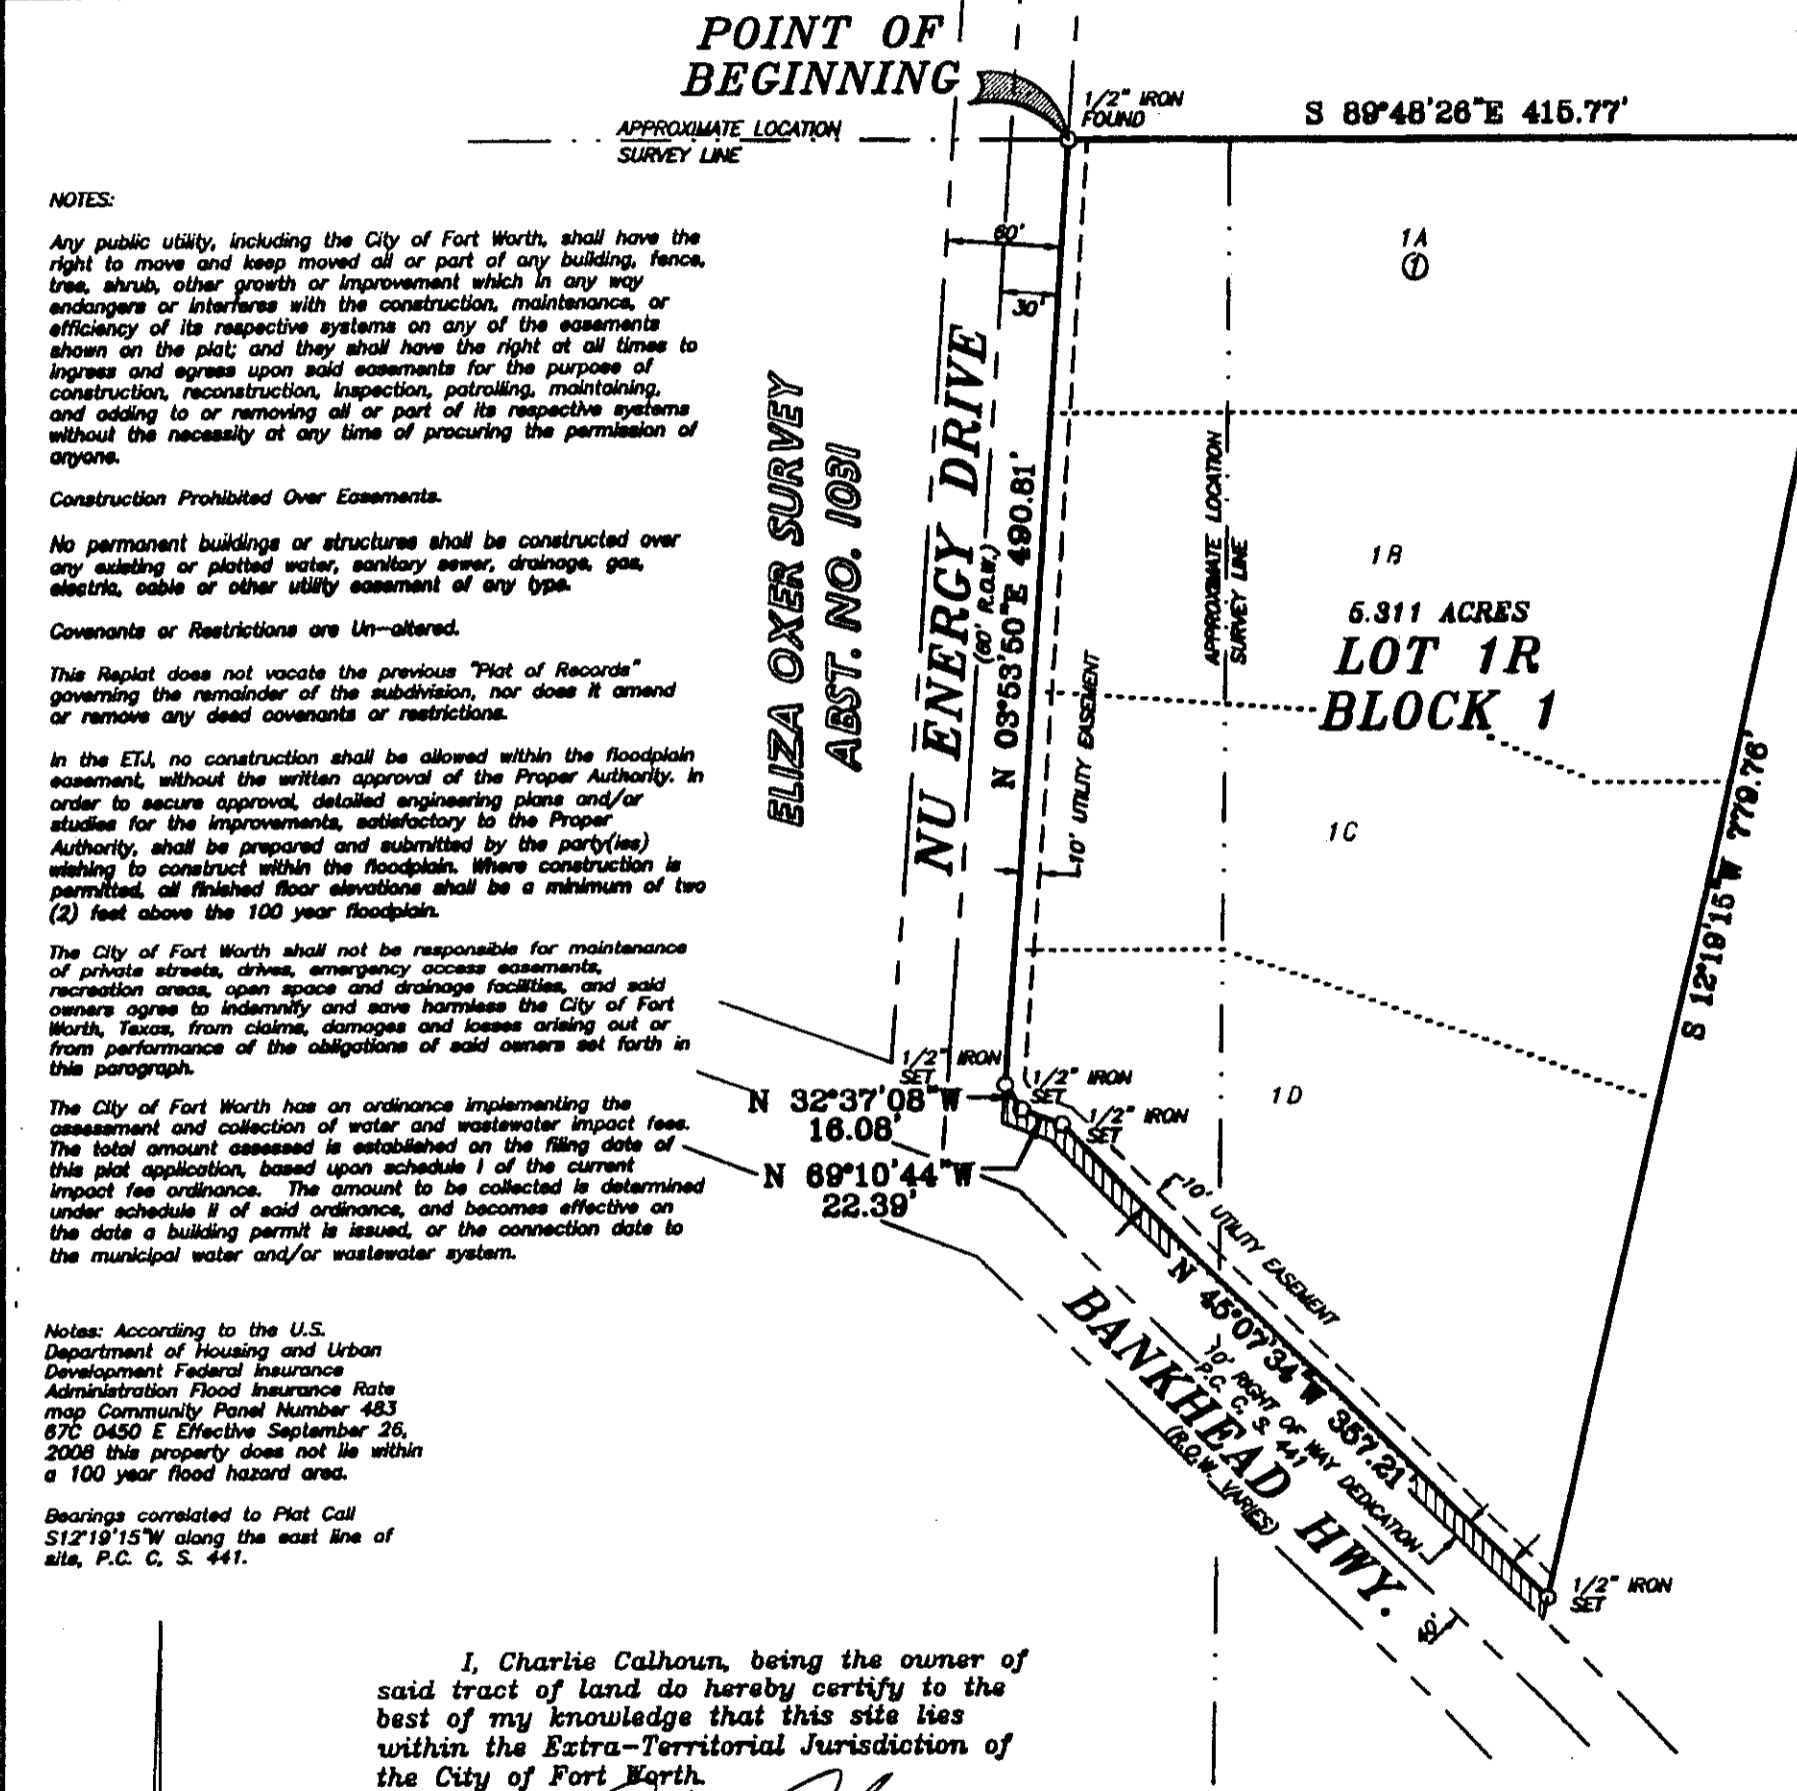 POINT OF
BEGINNING
1/2" IRON
FOUND
S 89°48'26"E 415.77'
APPROXIMATE LOCATION
SURVEY LINE
NOTES:
Any public utility, including the City of Fort Worth, shall have the
right to move and keep moved all or part of any building, fence,
tree, shrub, other growth or improvement which in any way
endangers or interferes with the construction, maintenance, or
efficiency of its respective systems on any of the easements
shown on the plat; and they shall have the right at all times to
ingress and egress upon said easements for the purpose of
construction, reconstruction, inspection, patrolling, maintaining,
and adding to or removing all or part of its respective systems
without the necessity at any time of procuring the permission of
anyone.
Construction Prohibited Over Easements.
No permanent buildings or structures shall be constructed over
any existing or platted water, sanitary sewer, drainage, gas,
electric, cable or other utility easement of any type.
Covenants or Restrictions are Un-altered.
This Replat does not vacate the previous "Plat of Records"
governing the remainder of the subdivision, nor does it amend
or remove any deed covenants or restrictions.
In the ETJ, no construction shall be allowed within the floodplain
easement, without the written approval of the Proper Authority. In
order to secure approval, detailed engineering plans and/or
studies for the improvements, satisfactory to the Proper
Authority, shall be prepared and submitted by the party(ies)
wishing to construct within the floodplain. Where construction is
permitted, all finished floor elevations shall be a minimum of two
(2) feet above the 100 year floodplain.
The City of Fort Worth shall not be responsible for maintenance
of private streets, drives, emergency access easements,
recreation areas, open space and drainage facilities, and said
owners agree to indemnify and save harmless the City of Fort
Worth, Texas, from claims, damages and losses arising out or
from performance of the obligations of said owners set forth in
this paragraph.
The City of Fort Worth has an ordinance implementing the
assessment and collection of water and wastewater impact fees.
The total amount assessed is established on the filing date of
this plat application, based upon schedule I of the current
impact fee ordinance. The amount to be collected is determined
under schedule II of said ordinance, and becomes effective on
the date a building permit is issued, or the connection date to
the municipal water and/or wastewater system.
Notes: According to the U.S.
Department of Housing and Urban
Development Federal Insurance
Administration Flood Insurance Rate
map Community Panel Number 483
67C 0450 E Effective September 26,
2008 this property does not lie within
a 100 year flood hazard area.
Bearings correlated to Plat Call
S12°19'15"W along the east line of
site, P.C. C, S. 441.
ELIZA OXER SURVEY
ABST. NO. 1031
60'
30'
NU ENERGY DRIVE
(60' R.O.W.)
N 03°53'50"E 490.81'
10' UTILITY EASEMENT
APPROXIMATE LOCATION
SURVEY LINE
1A
1
1B
5.311 ACRES
LOT 1R
BLOCK 1
1C
1D
S 12°19'15"W 779.76'
1/2" IRON
SET
1/2" IRON
SET
1/2" IRON
SET
N 32°37'08"W
16.08'
N 69°10'44"W
22.39'
10' UTILITY EASEMENT
N 45°07'34"W 357.21'
10' RIGHT OF WAY DEDICATION
P.C. C, S. 441
BANKHEAD HWY.
(R.O.W. VARIES)
1/2" IRON
SET
I, Charlie Calhoun, being the owner of
said tract of land do hereby certify to the
best of my knowledge that this site lies
within the Extra-Territorial Jurisdiction of
the City of Fort Worth.